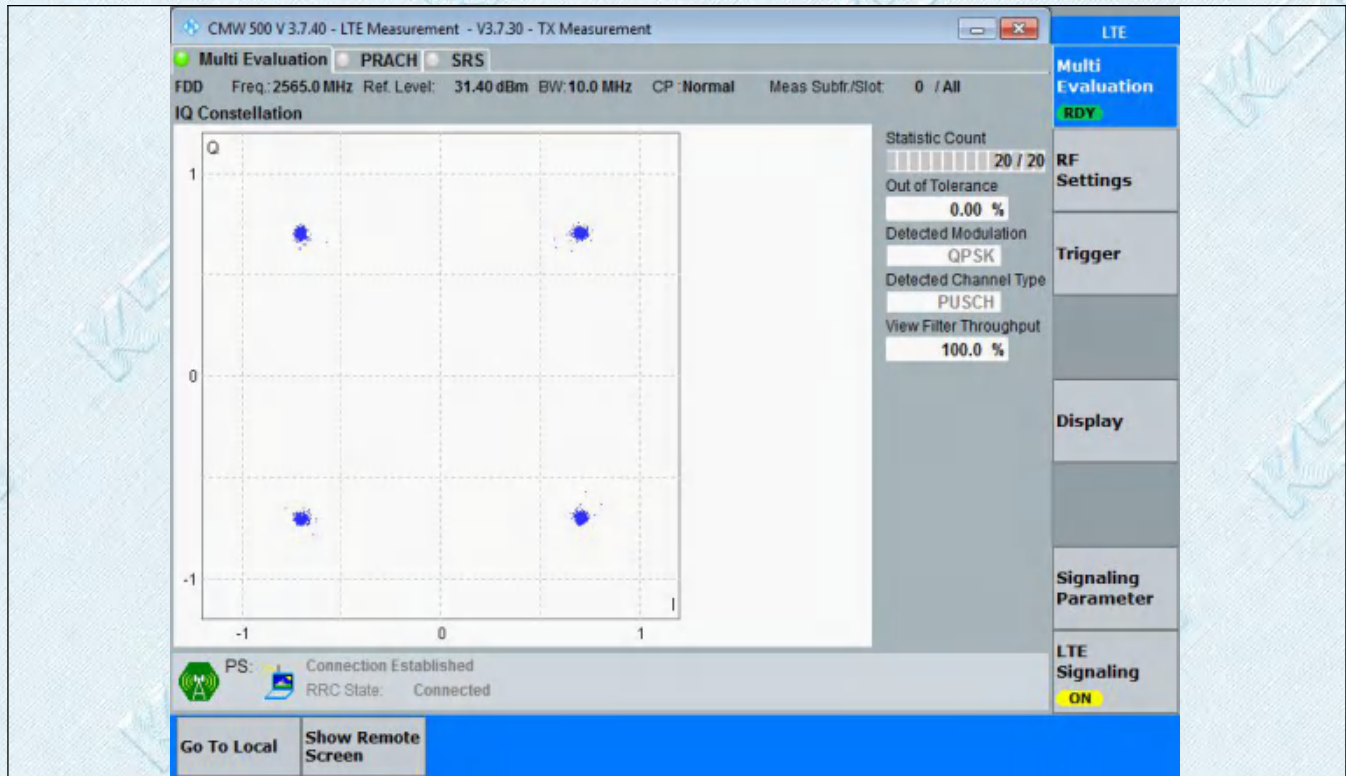 CMW 500 V 3.7.40 - LTE Measurement - V3.7.30 - TX Measurement
LTE
Multi Evaluation PRACH SRS
FDD Freq.: 2565.0 MHz Ref. Level: 31.40 dBm BW: 10.0 MHz CP : Normal Meas Subfr./Slot: 0 / All
IQ Constellation
Q
1
0
-1
I
-1 0 1
Statistic Count
20 / 20
Out of Tolerance
0.00 %
Detected Modulation
QPSK
Detected Channel Type
PUSCH
View Filter Throughput
100.0 %
Multi
Evaluation
RDY
RF
Settings
Trigger
Display
Signaling
Parameter
LTE
Signaling
ON
PS: Connection Established
RRC State: Connected
Go To Local
Show Remote
Screen